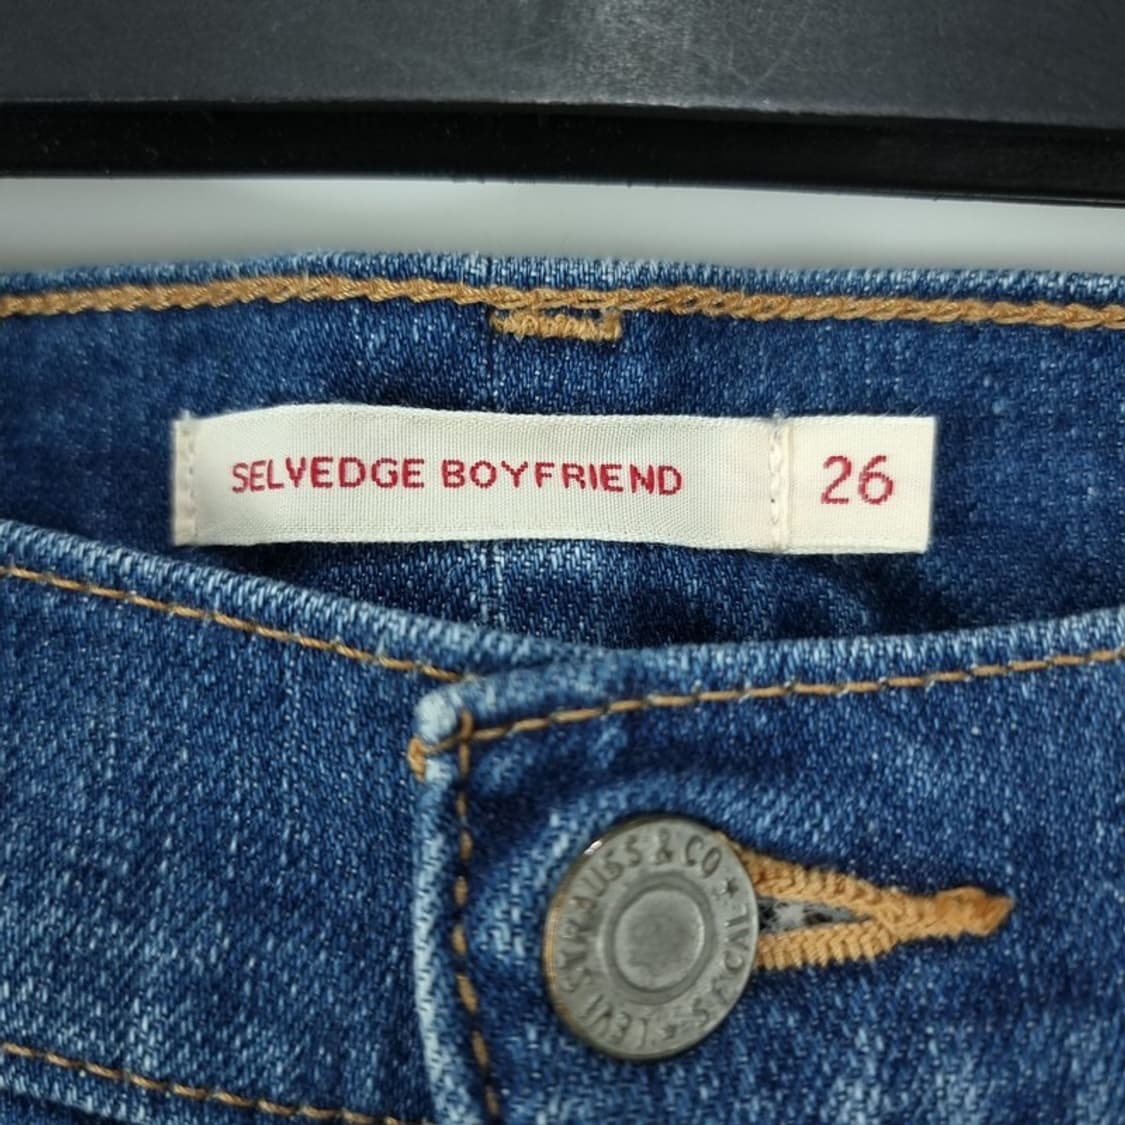 SELVEDGE BOYFRIEND 26
LEVI STRAUSS & CO ★ S.F.CAL ★